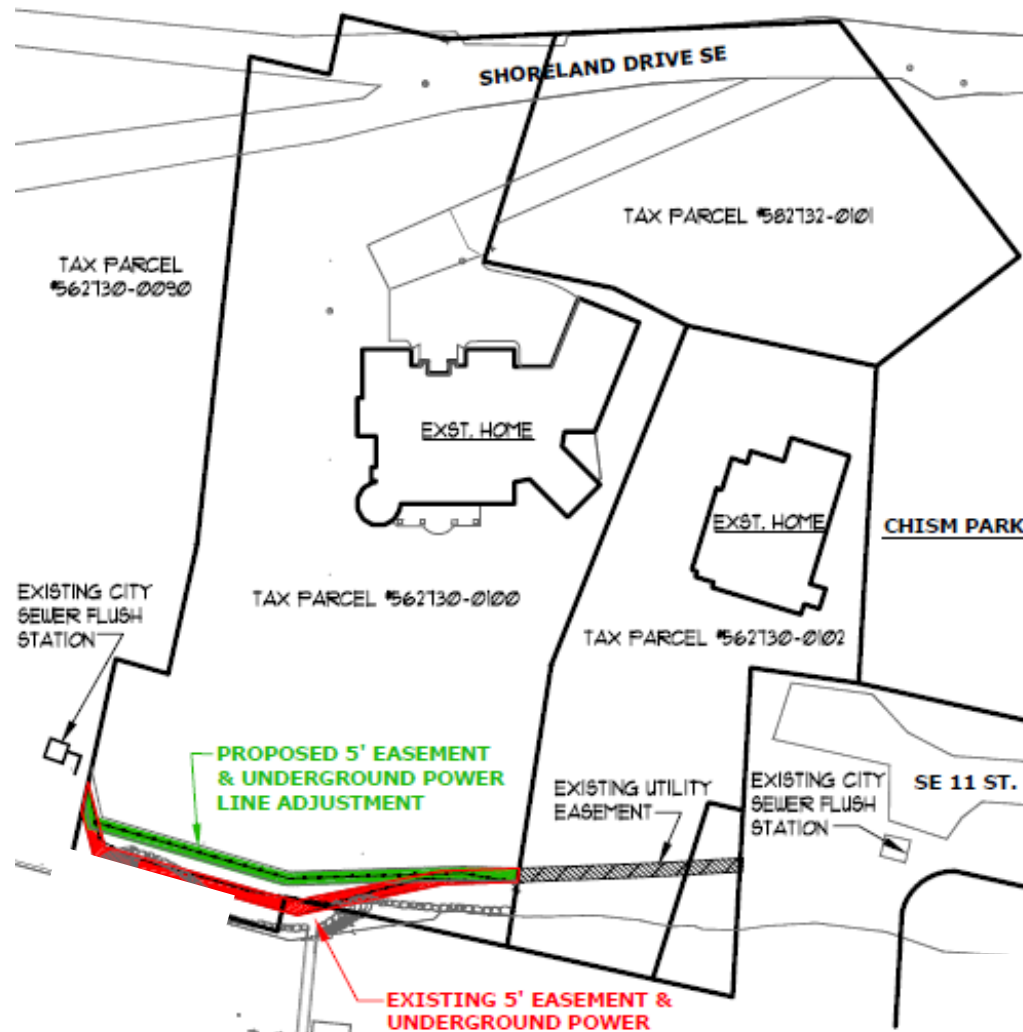 SHORELAND DRIVE SE
TAX PARCEL #582732-0101
TAX PARCEL
#562730-0090
EXST. HOME
EXST. HOME
CHISM PARK
EXISTING CITY
SEWER FLUSH
STATION
TAX PARCEL #562730-0100
TAX PARCEL #562730-0102
PROPOSED 5' EASEMENT
& UNDERGROUND POWER
LINE ADJUSTMENT
EXISTING UTILITY
EASEMENT
EXISTING CITY
SEWER FLUSH
STATION
SE 11 ST.
EXISTING 5' EASEMENT &
UNDERGROUND POWER